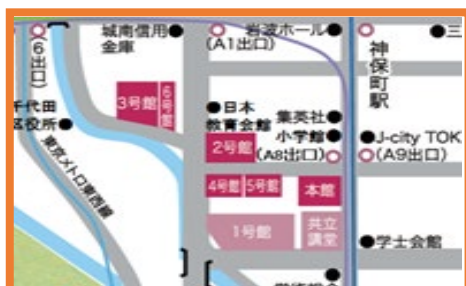 6出口)
城南信用
金庫
岩波ホール
(A1出口)
三
神保町駅
3号館
6号館
千代田
区役所
日本
教育会館
集英社
小学館
(A8出口)
J-city TOK
(A9出口)
2号館
東京メトロ東西線
4号館
5号館
本館
1号館
共立
講堂
学士会館